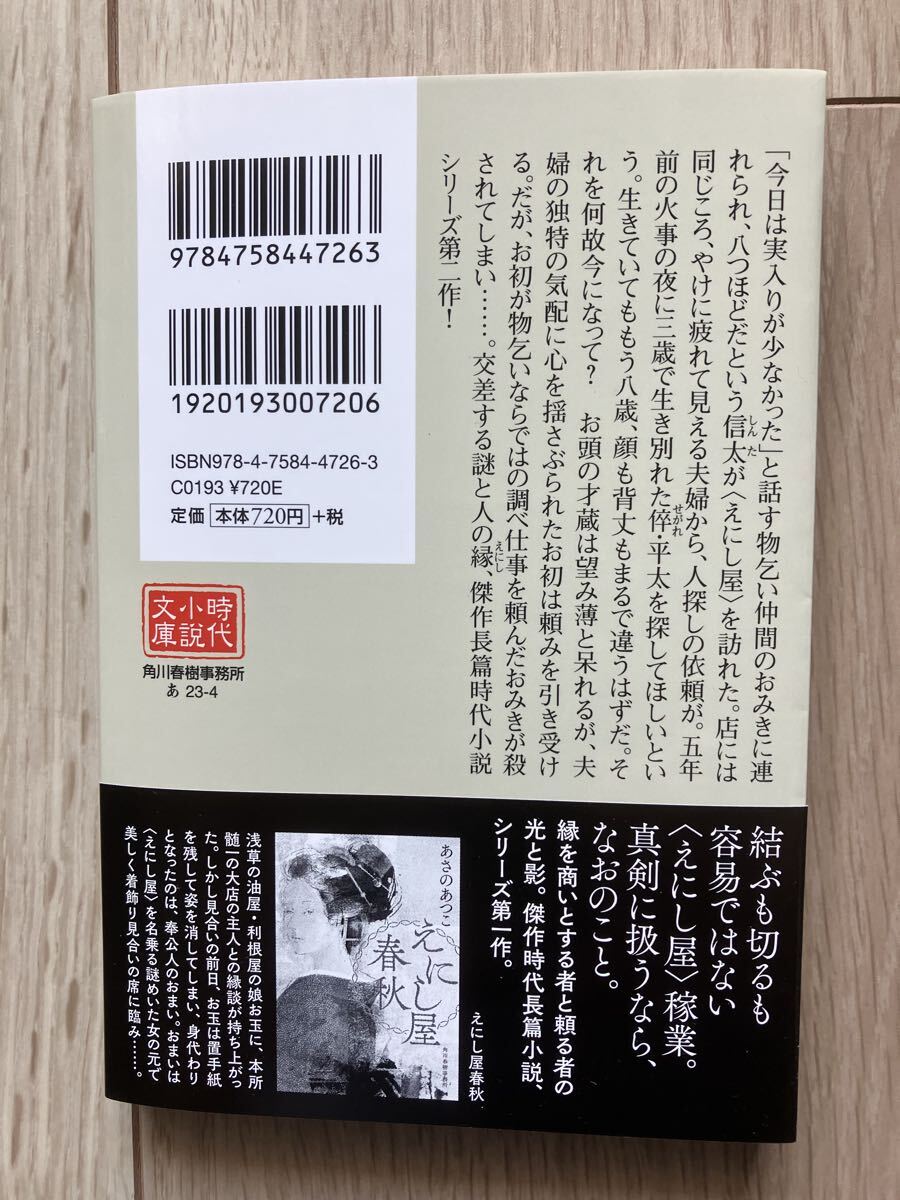 「今日は実入りが少なかった」と話す物乞い仲間のおみきに連
れられ、八つほどだという信太が〈えにし屋〉を訪れた。店には
しんた
同じころ、やけに疲れて見える夫婦から、人探しの依頼が。五年
前の火事の夜に三歳で生き別れた倅・平太を探してほしいとい
せがれ
う。生きていてももう八歳、顔も背丈もまるで違うはずだ。そ
れを何故今になって？　お頭の才蔵は望み薄と呆れるが、夫
婦の独特の気配に心を揺さぶられたお初は頼みを引き受け
る。だが、お初が物乞いならではの調べ仕事を頼んだおみきが殺
されてしまい……。交差する謎と人の縁、傑作長篇時代小説
えにし
シリーズ第二作！
9784758447263
1920193007206
ISBN978-4-7584-4726-3
C0193 ¥720E
定価 本体720円 +税
時代
小説
文庫
角川春樹事務所
あ 23-4
結ぶも切るも
容易ではない
〈えにし屋〉稼業。
真剣に扱うなら、
なおのこと。
縁を商いとする者と頼る者の
光と影。傑作時代長篇小説、
シリーズ第一作。
えにし屋春秋
あさのあつこ
えにし屋
春秋
角川春樹事務所
浅草の油屋・利根屋の娘お玉に、本所
髄一の大店の主人との縁談が持ち上がっ
た。しかし見合いの前日、お玉は置手紙
を残して姿を消してしまい、身代わり
となったのは、奉公人のおまい。おまいは
〈えにし屋〉を名乗る謎めいた女の元で
美しく着飾り見合いの席に臨み……。